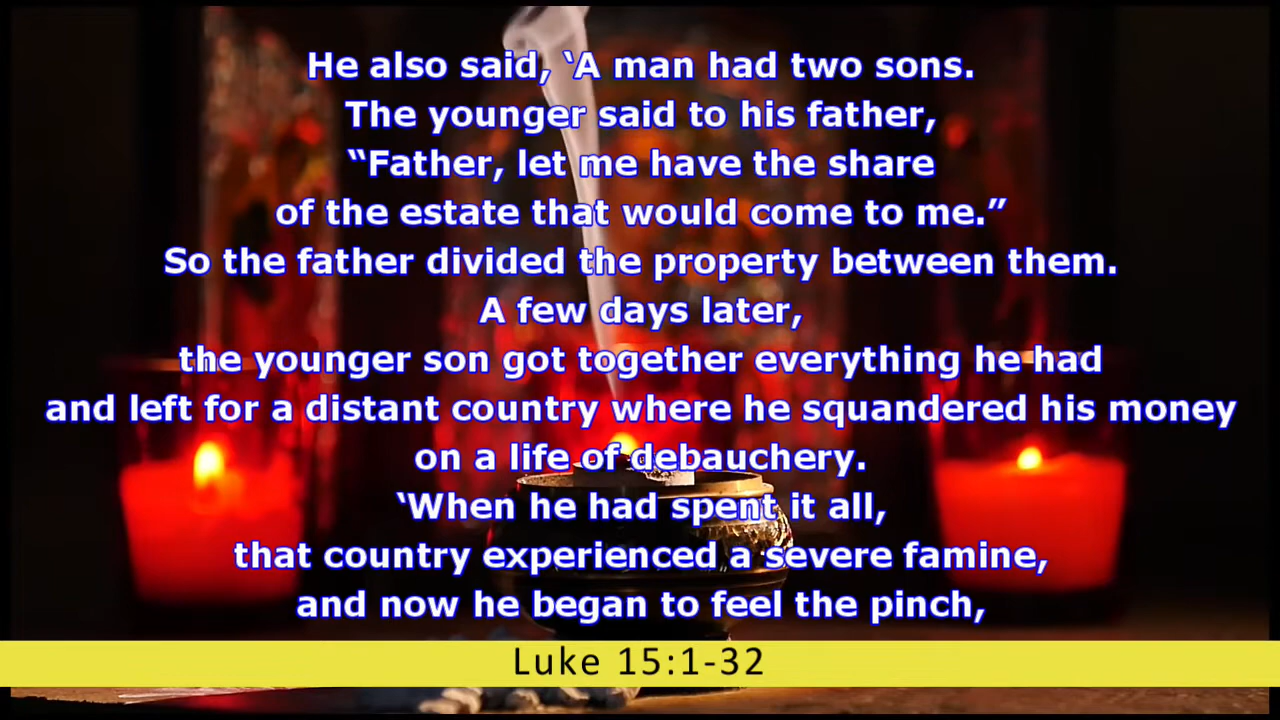 He also said, ‘A man had two sons.
The younger said to his father,
“Father, let me have the share
of the estate that would come to me.”
So the father divided the property between them.
A few days later,
the younger son got together everything he had
and left for a distant country where he squandered his money
on a life of debauchery.
‘When he had spent it all,
that country experienced a severe famine,
and now he began to feel the pinch,
Luke 15:1-32